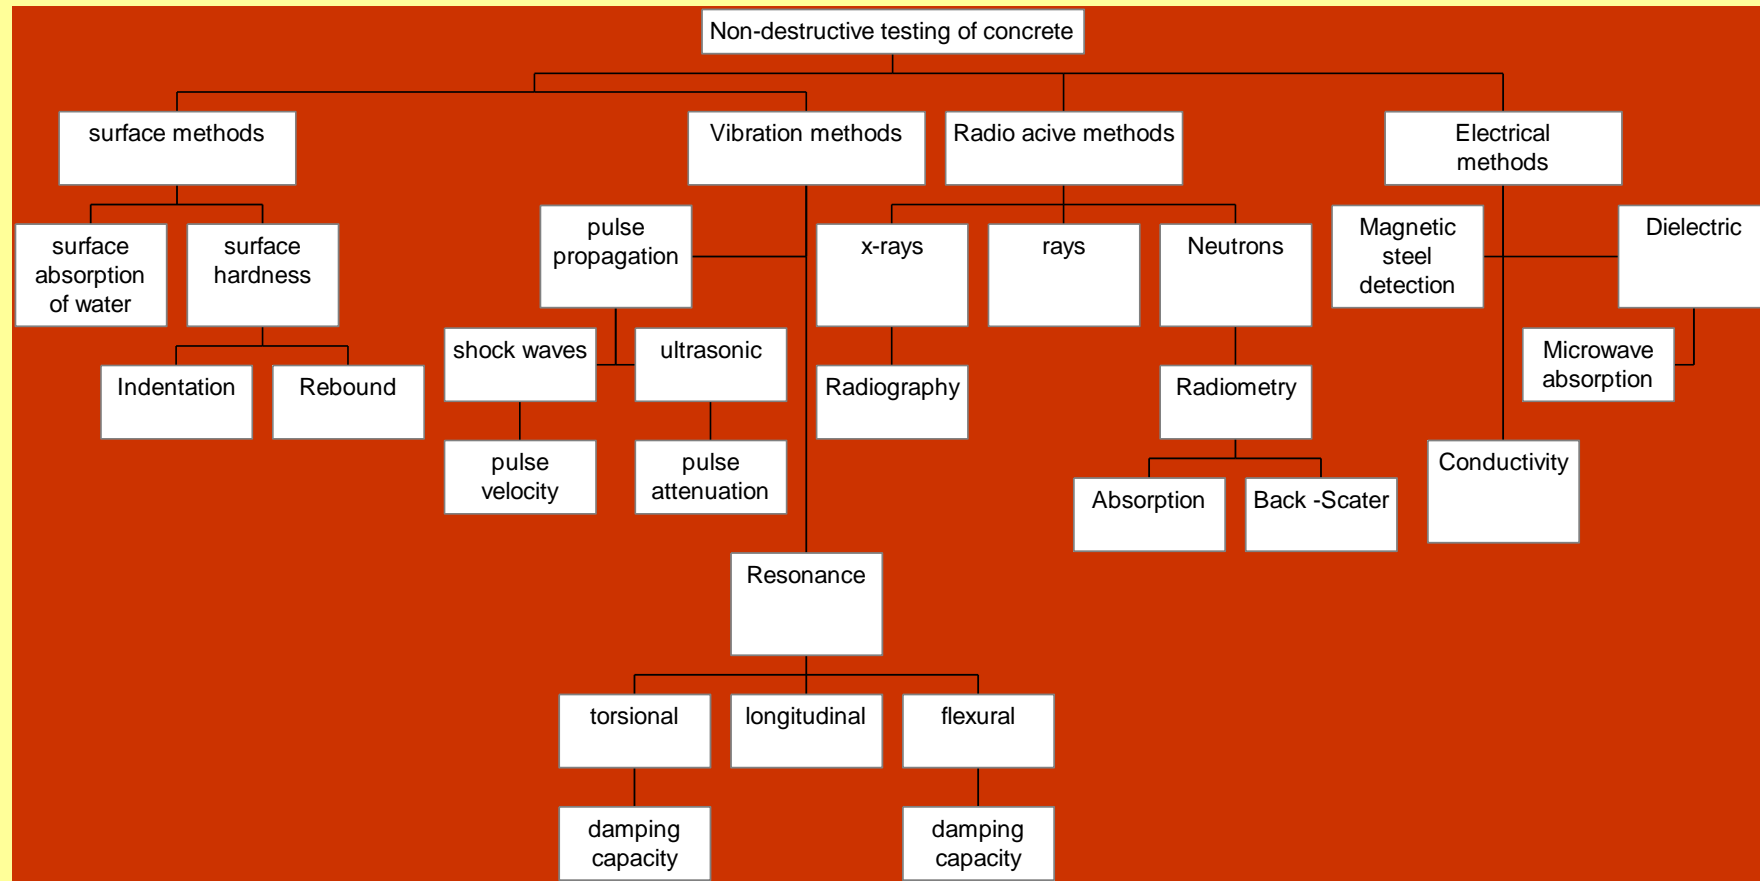 Non-destructive testing of concrete
surface methods
Vibration methods
Radio acive methods
Electrical
methods
surface
absorption
of water
surface
hardness
pulse
propagation
x-rays
rays
Neutrons
Magnetic
steel
detection
Dielectric
Indentation
Rebound
shock waves
ultrasonic
Radiography
Radiometry
Microwave
absorption
pulse
velocity
pulse
attenuation
Absorption
Back -Scater
Conductivity
Resonance
torsional
longitudinal
flexural
damping
capacity
damping
capacity